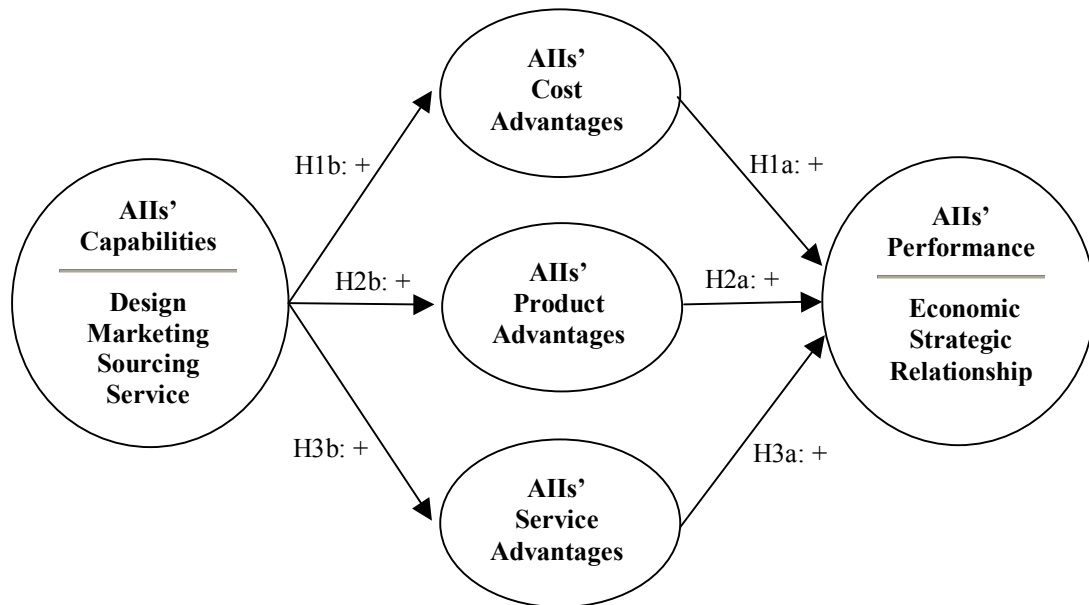 AIIs’
Capabilities
Design
Marketing
Sourcing
Service
H1b: +
H2b: +
H3b: +
AIIs’
Cost
Advantages
AIIs’
Product
Advantages
AIIs’
Service
Advantages
H1a: +
H2a: +
H3a: +
AIIs’
Performance
Economic
Strategic
Relationship